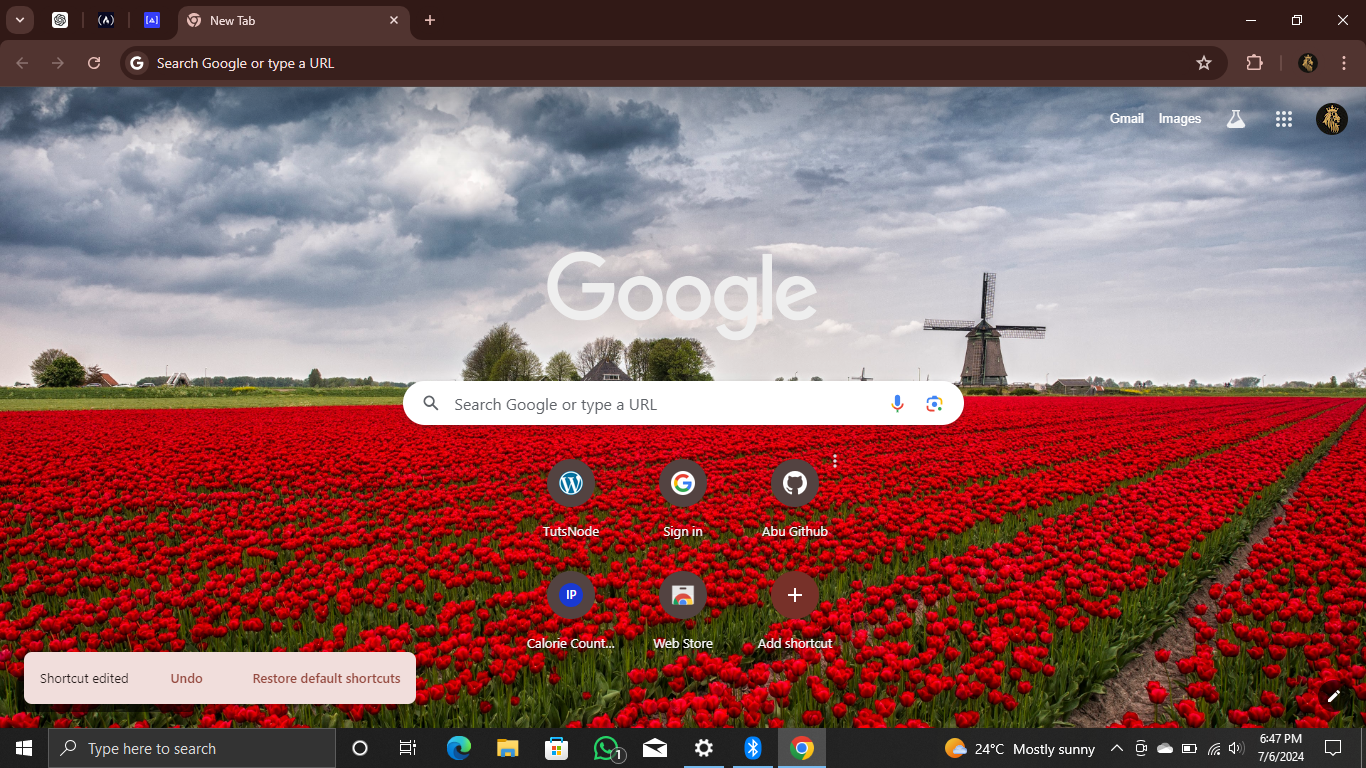 New Tab
Search Google or type a URL
Gmail Images
Google
Search Google or type a URL
TutsNode Sign in Abu Github
IP
Calorie Count... Web Store Add shortcut
Shortcut edited Undo Restore default shortcuts
Type here to search
1
24°C Mostly sunny
6:47 PM
7/6/2024